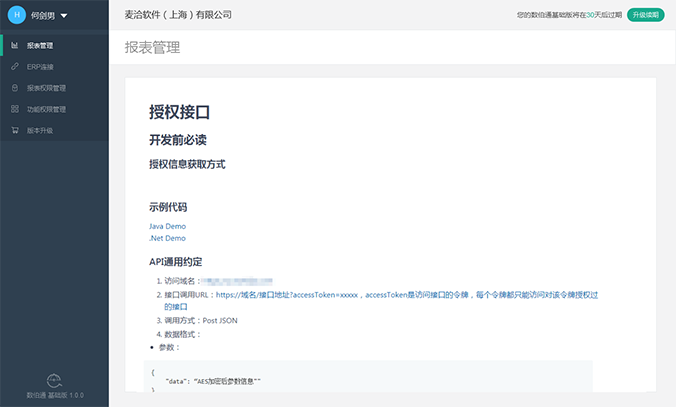 H 何剑男
麦洽软件（上海）有限公司
您的数伯通基础版将在30天后过期 升级续期
报表管理
ERP连接
报表权限管理
功能权限管理
版本升级
数伯通 基础版 1.0.0
报表管理
授权接口
开发前必读
授权信息获取方式
示例代码
Java Demo
.Net Demo
API通用约定
1. 访问域名：
2. 接口调用URL：https://域名/接口地址?accessToken=xxxxx，accessToken是访问接口的令牌，每个令牌都只能访问对该令牌授权过
的接口
3. 调用方式：Post JSON
4. 数据格式：
• 参数：
{
"data": "AES加密后参数信息""
}